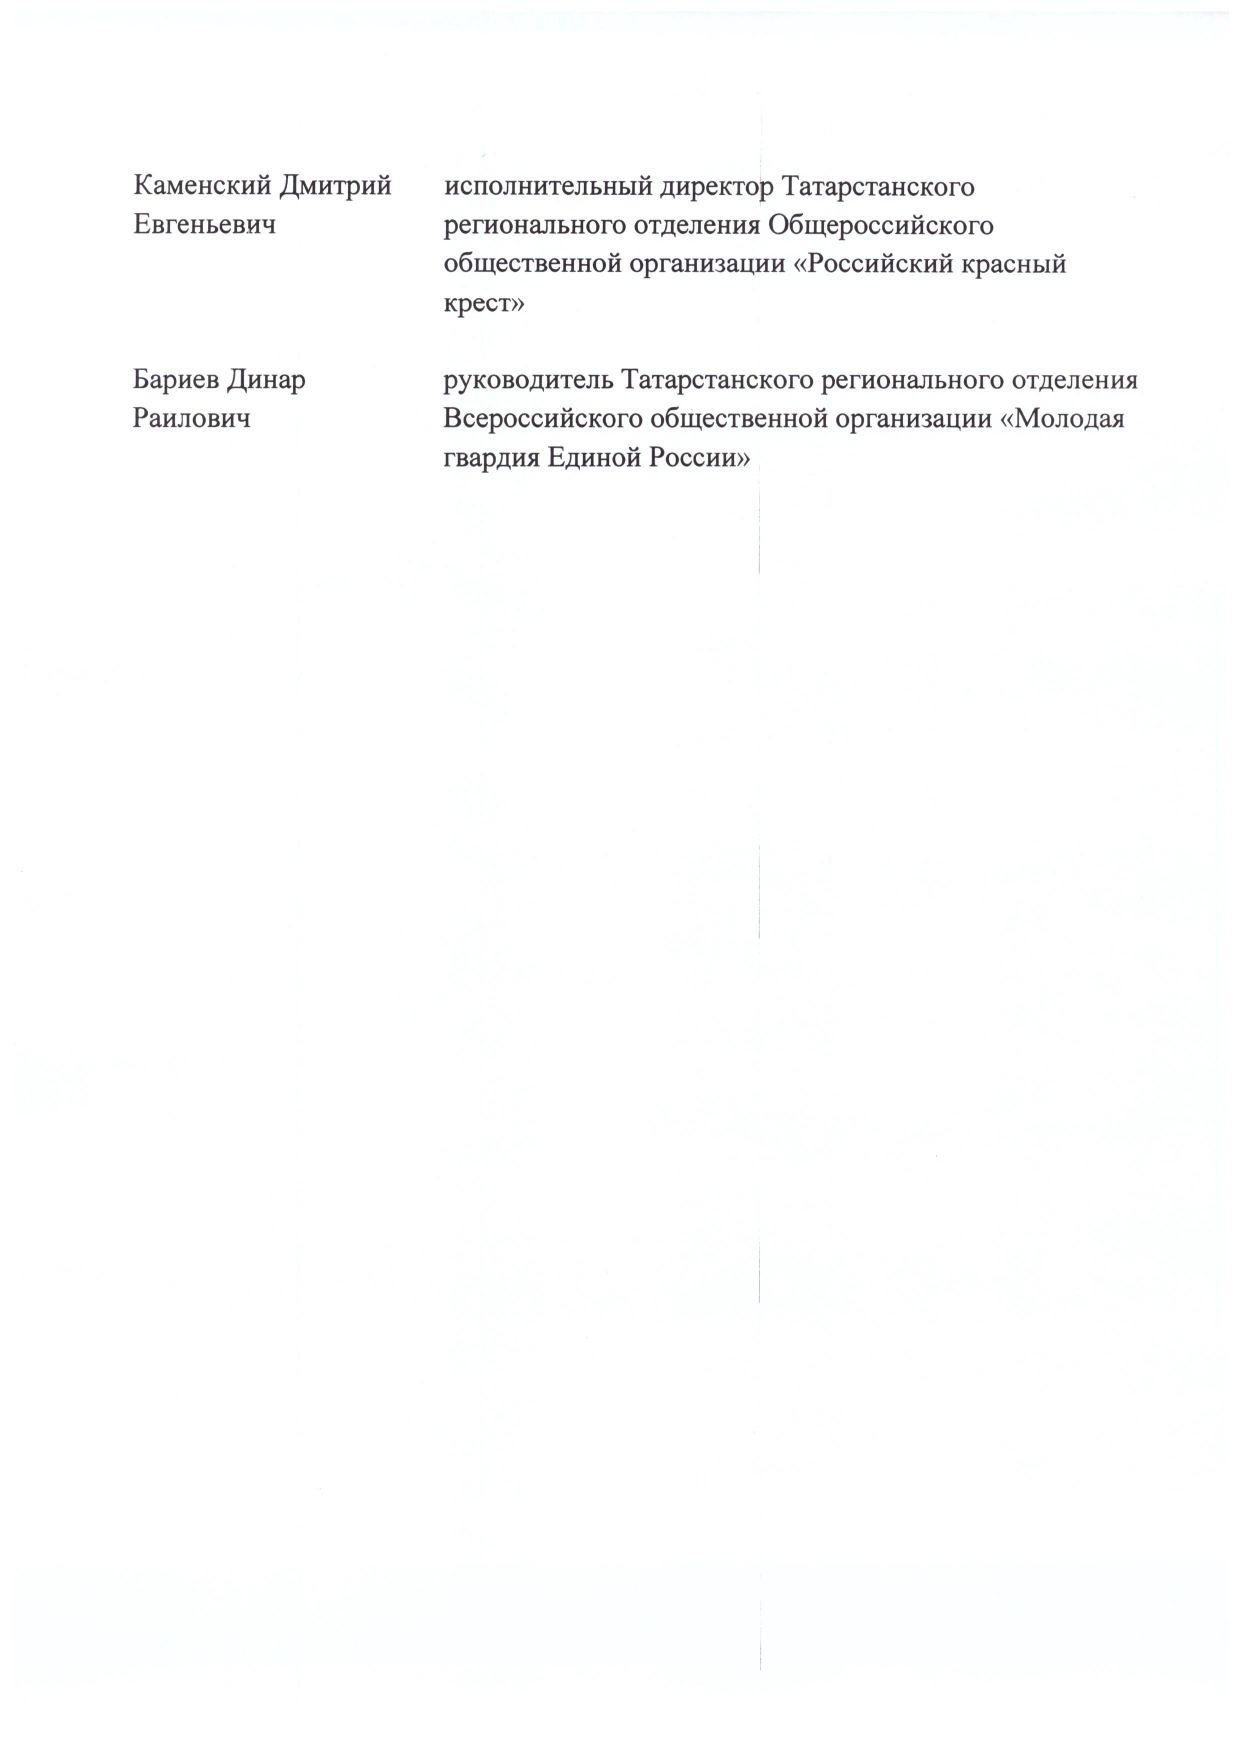 Каменский Дмитрий
Евгеньевич
исполнительный директор Татарстанского
регионального отделения Общероссийского
общественной организации «Российский красный
крест»
Бариев Динар
Раилович
руководитель Татарстанского регионального отделения
Всероссийского общественной организации «Молодая
гвардия Единой России»